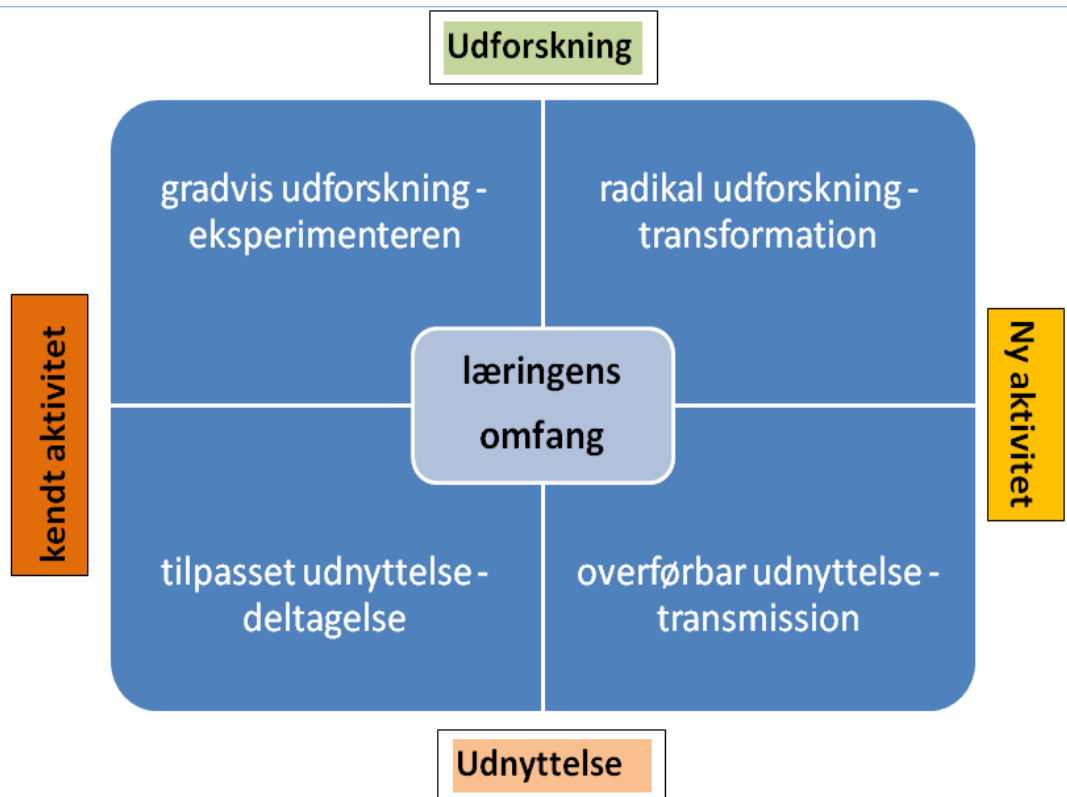 Udforskning
gradvis udforskning -
eksperimenteren
radikal udforskning -
transformation
kendt aktivitet
læringens
omfang
Ny aktivitet
tilpasset udnyttelse -
deltagelse
overførbar udnyttelse -
transmission
Udnyttelse